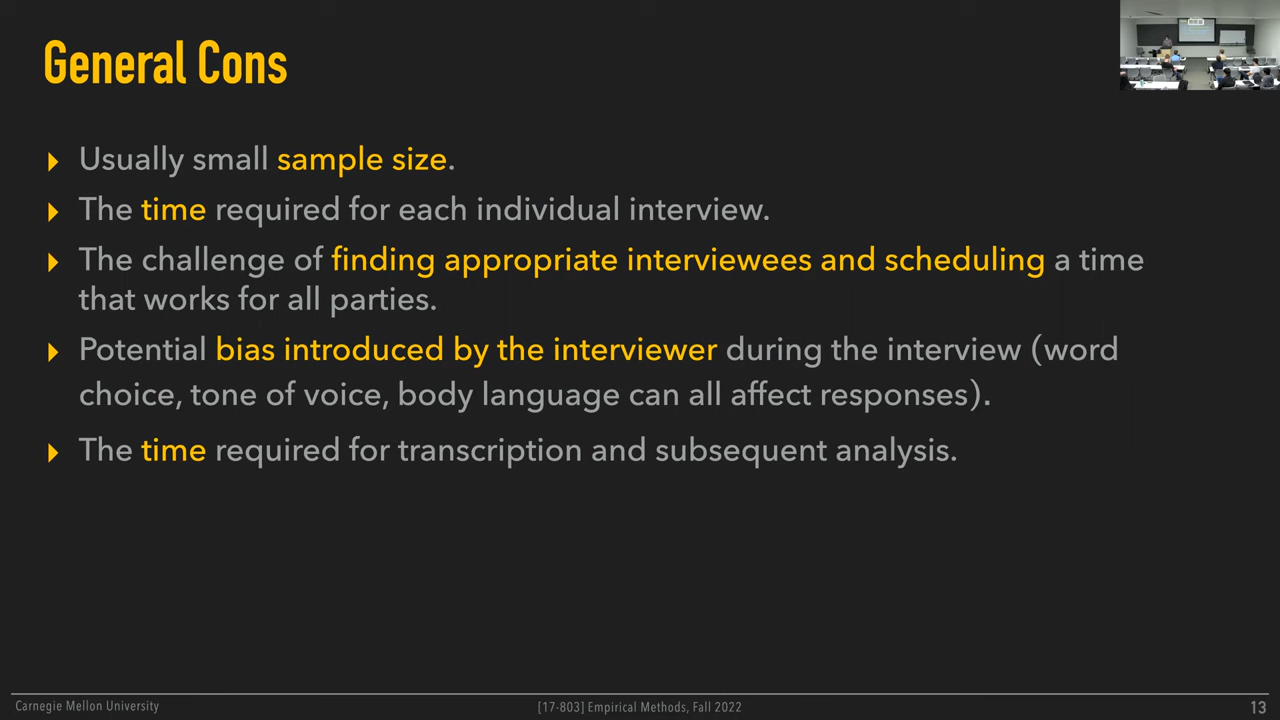 General Cons
Usually small sample size.
The time required for each individual interview.
The challenge of finding appropriate interviewees and scheduling a time
that works for all parties.
Potential bias introduced by the interviewer during the interview (word
choice, tone of voice, body language can all affect responses).
The time required for transcription and subsequent analysis.
Carnegie Mellon University
[17-803] Empirical Methods, Fall 2022
13